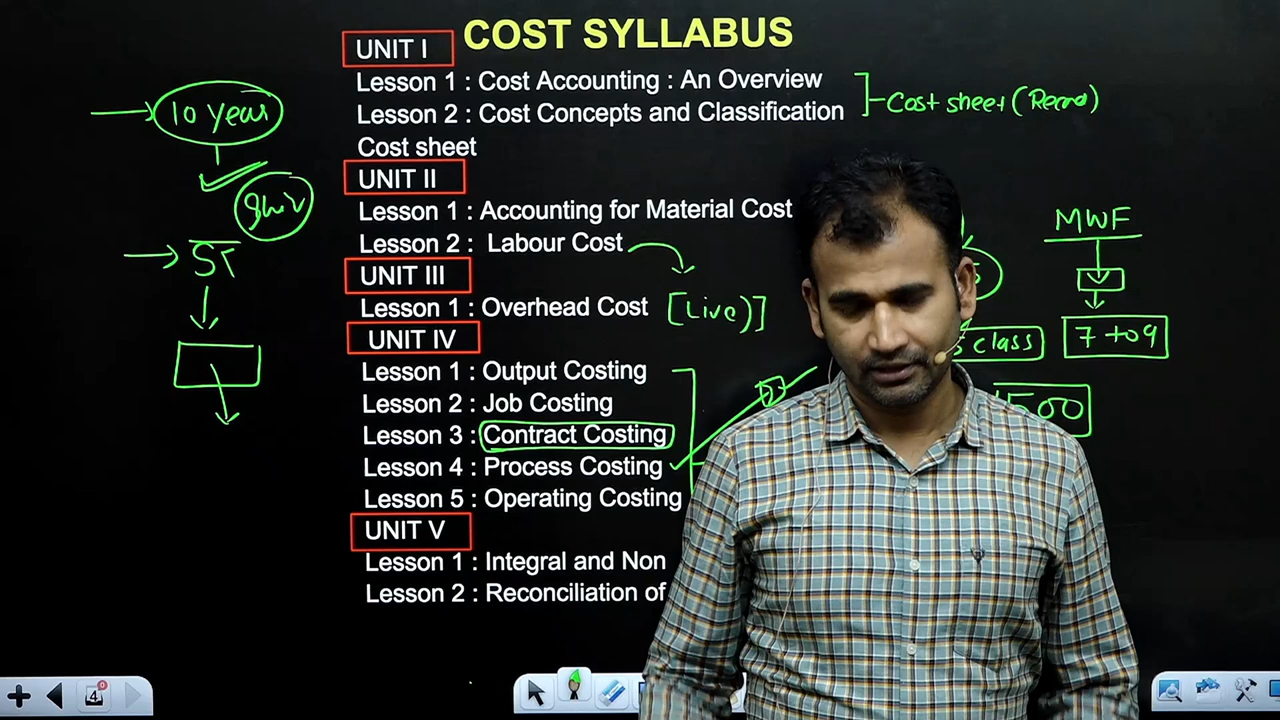 COST SYLLABUS
UNIT I
Lesson 1 : Cost Accounting : An Overview
Lesson 2 : Cost Concepts and Classification
Cost sheet
UNIT II
Lesson 1 : Accounting for Material Cost
Lesson 2 : Labour Cost
UNIT III
Lesson 1 : Overhead Cost
UNIT IV
Lesson 1 : Output Costing
Lesson 2 : Job Costing
Lesson 3 : Contract Costing
Lesson 4 : Process Costing
Lesson 5 : Operating Costing
UNIT V
Lesson 1 : Integral and Non
Lesson 2 : Reconciliation of
10 year
ST
Cost sheet
[Live)]
MWF
7 to 9
class
1500
4
0